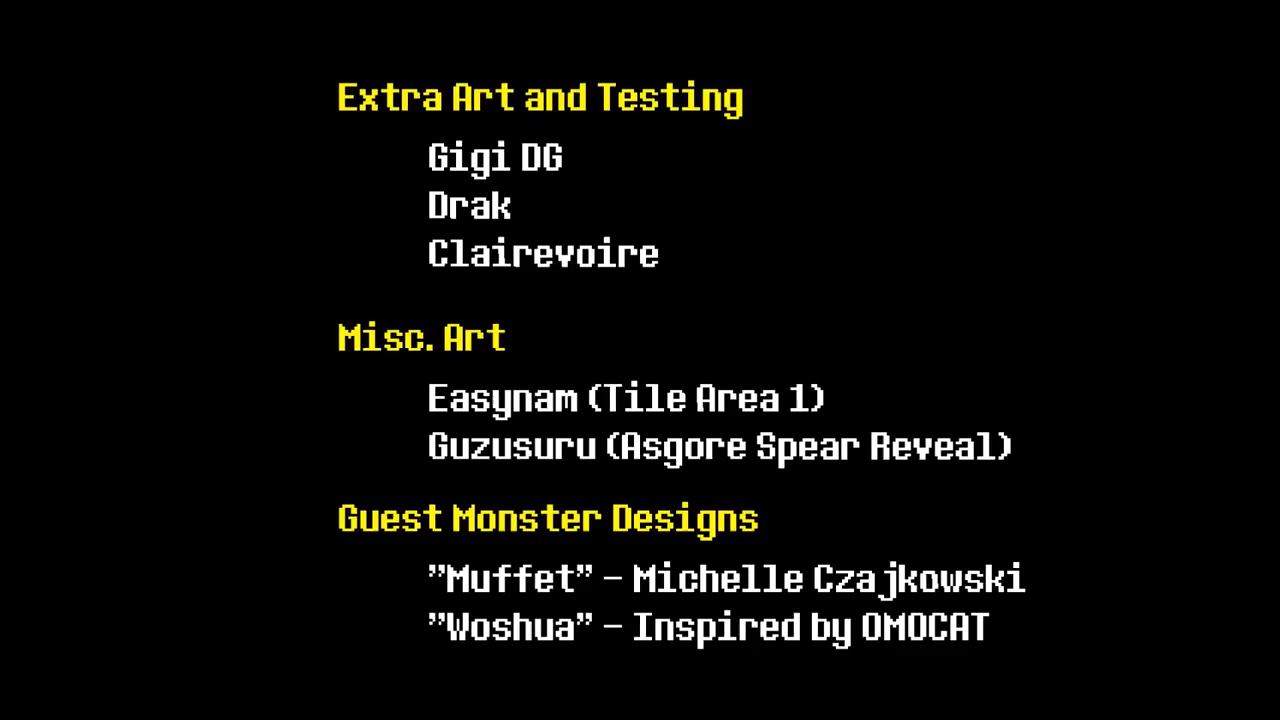 Extra Art and Testing
Gigi DG
Drak
Clairevoire
Misc. Art
Easynam (Tile Area 1)
Guzusuru (Asgore Spear Reveal)
Guest Monster Designs
”Muffet” - Michelle Czajkowski
”Woshua” - Inspired by OMOCAT